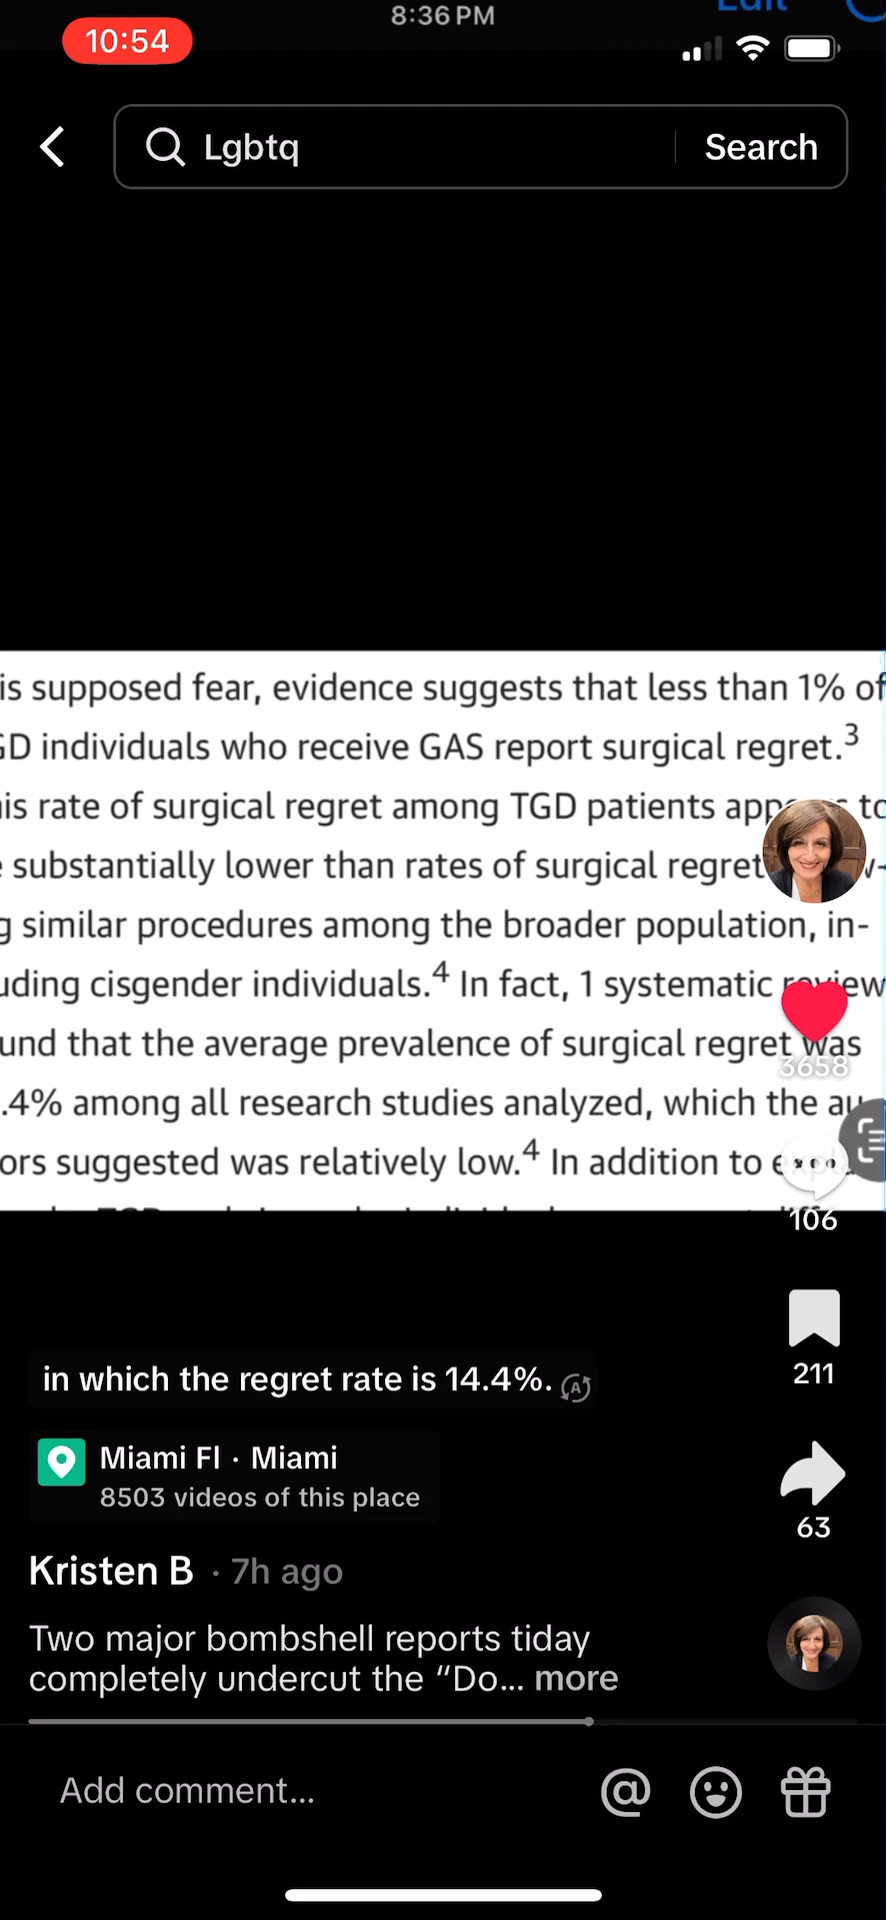 8:36 PM
10:54
Lgbtq
Search
is supposed fear, evidence suggests that less than 1% of
GD individuals who receive GAS report surgical regret.3
is rate of surgical regret among TGD patients to
substantially lower than rates of surgical regret
g similar procedures among the broader population, in-
uding cisgender individuals.4 In fact, 1 systematic review
und that the average prevalence of surgical regret was
.4% among all research studies analyzed, which the au
ors suggested was relatively low.4 In addition to
3658
106
211
in which the regret rate is 14.4%.
Miami Fl · Miami
8503 videos of this place
63
Kristen B · 7h ago
Two major bombshell reports tiday
completely undercut the “Do... more
Add comment...